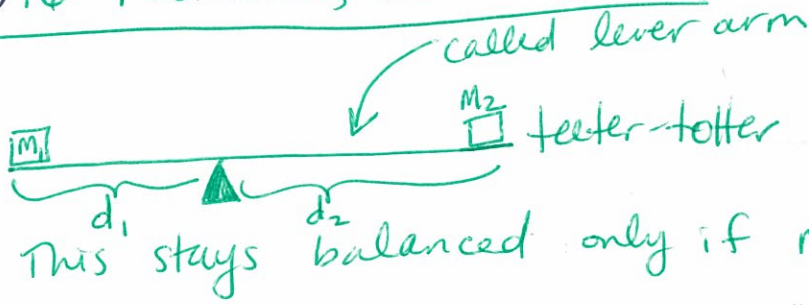 called lever arm
M₁
M₂
teeter-totter
d₁
d₂
This stays balanced only if